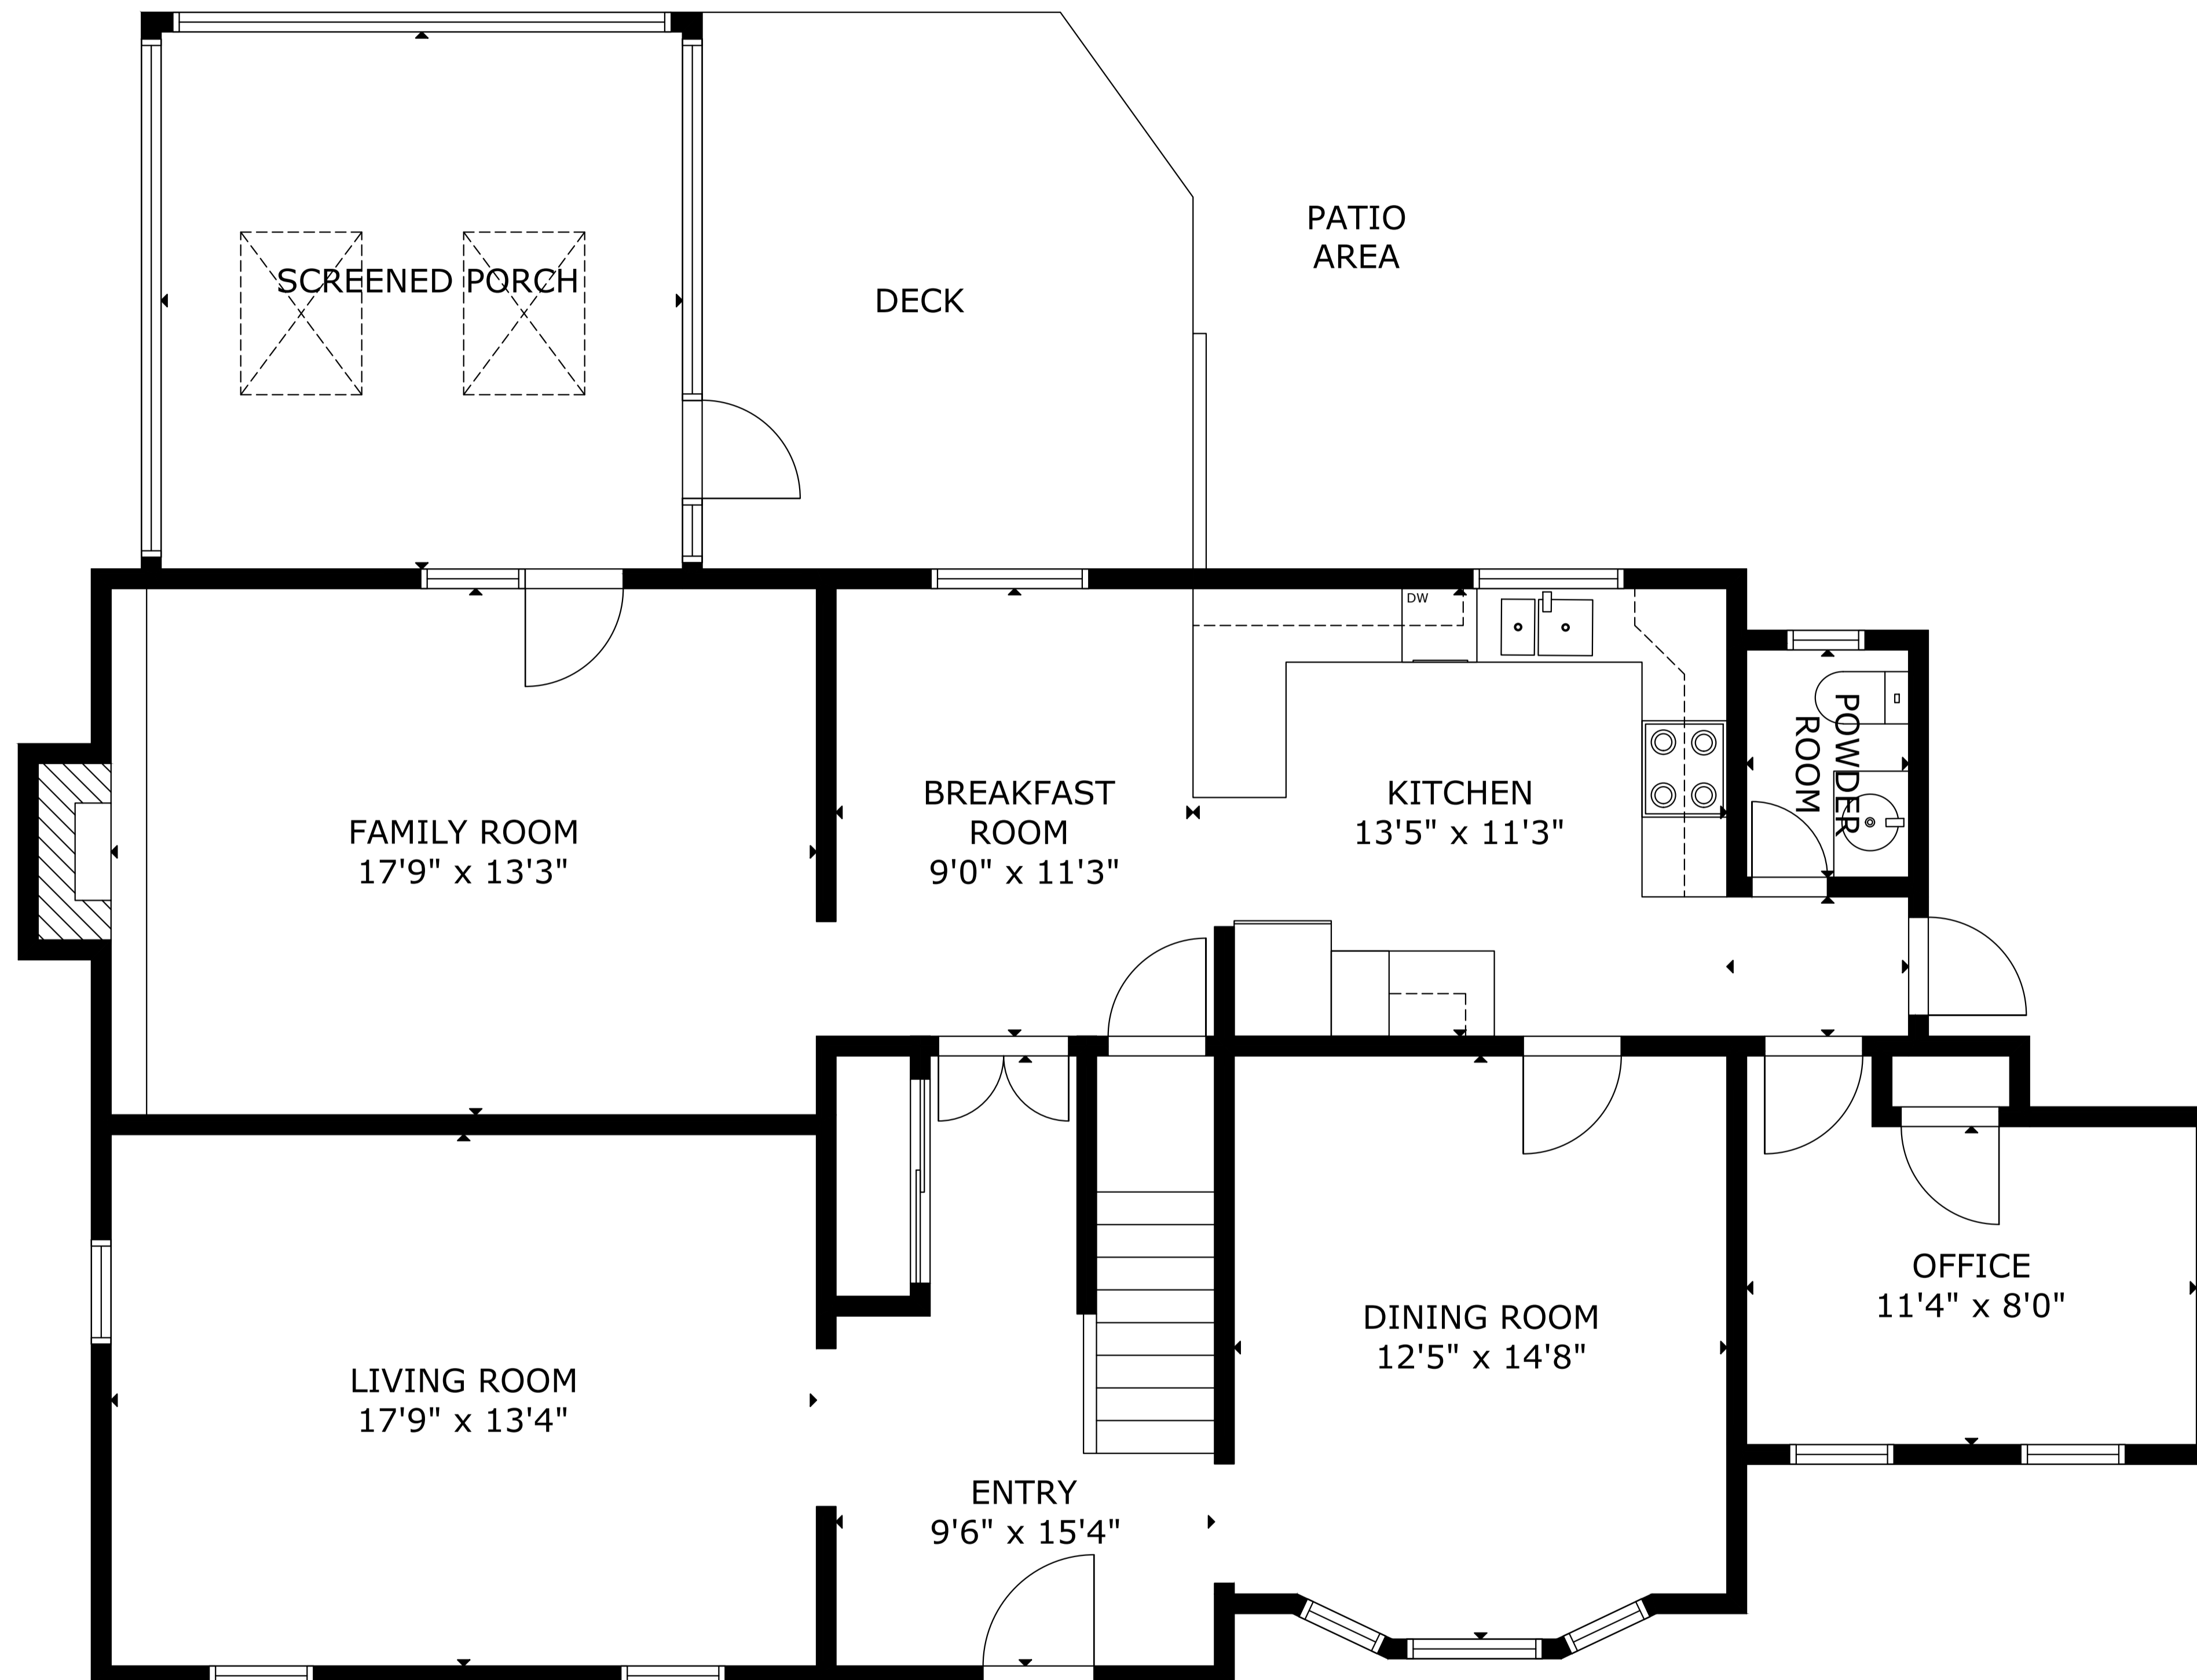 PATIO
AREA
SCREENED PORCH
DECK
DW
POWDER
ROOM
FAMILY ROOM
17'9" x 13'3"
BREAKFAST
ROOM
9'0" x 11'3"
KITCHEN
13'5" x 11'3"
OFFICE
11'4" x 8'0"
DINING ROOM
12'5" x 14'8"
LIVING ROOM
17'9" x 13'4"
ENTRY
9'6" x 15'4"